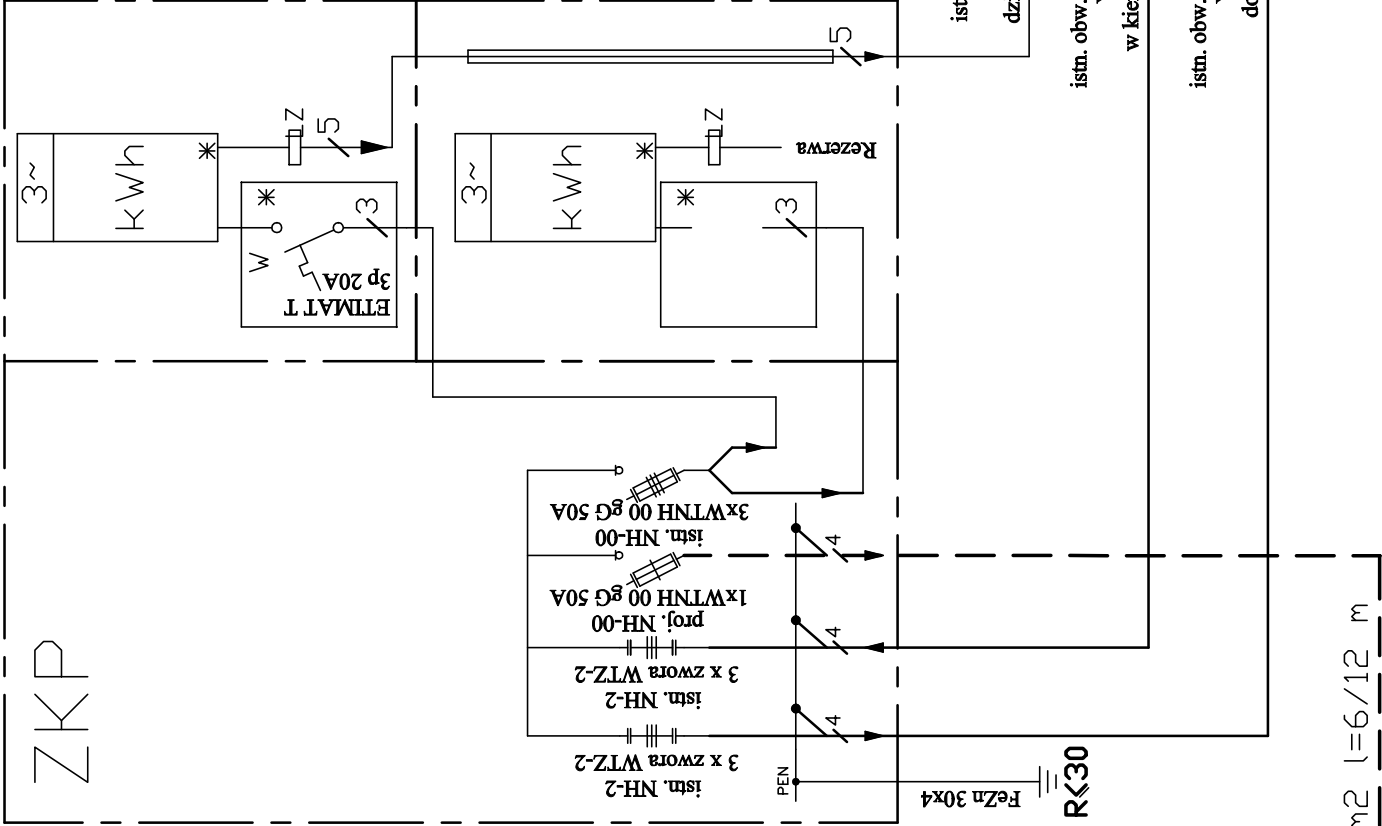 istn. obw.
w kie
istn. obw.
5
3~
kWh
LZ
5
W
3
3p 20A
ETIMAT T
3~
kWh
LZ
Rezerwa
3
ZKP
3xWTNH 00 gG 50A
istn. NH-00
1xWTNH 00 gG 50A
proj. NH-00
3 x zwora WTZ-2
istn. NH-2
3 x zwora WTZ-2
istn. NH-2
4
4
4
PEN
FeZn 30x4
R<30
m2 l=6/12 m